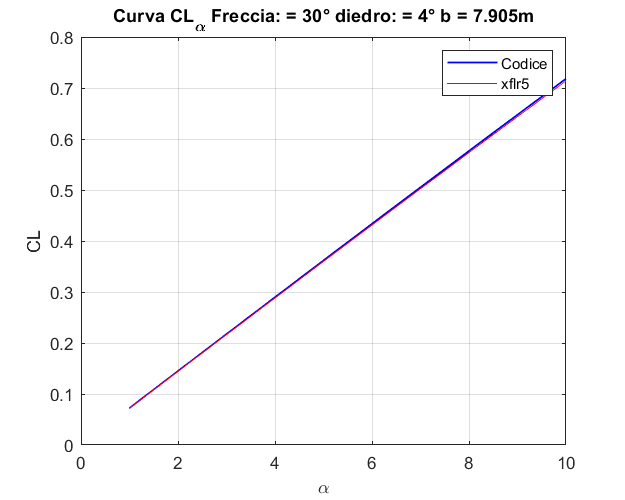 Curva CLα Freccia: = 30° diedro: = 4° b = 7.905m
Codice
xflr5
0.8
0.7
0.6
0.5
0.4
0.3
0.2
0.1
0
CL
0 2 4 6 8 10
α